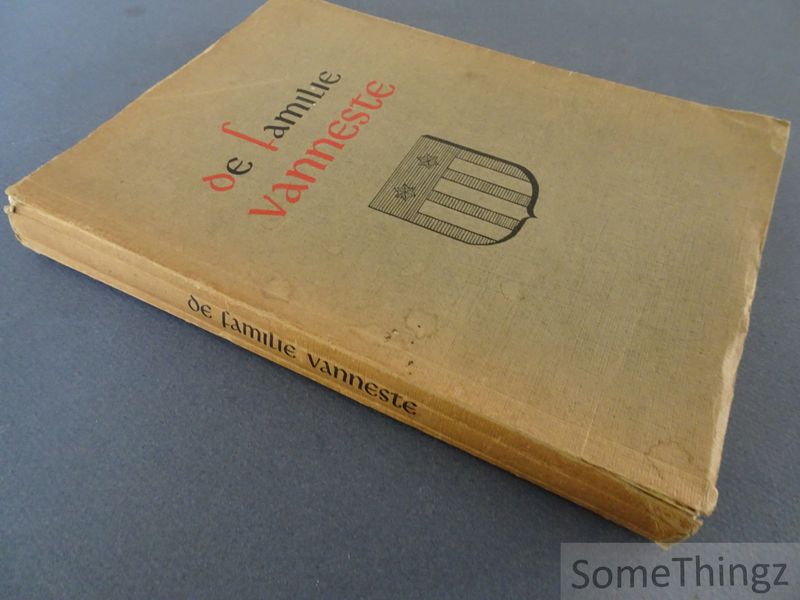 de familie
vanneste
de familie vanneste
SomeThingz